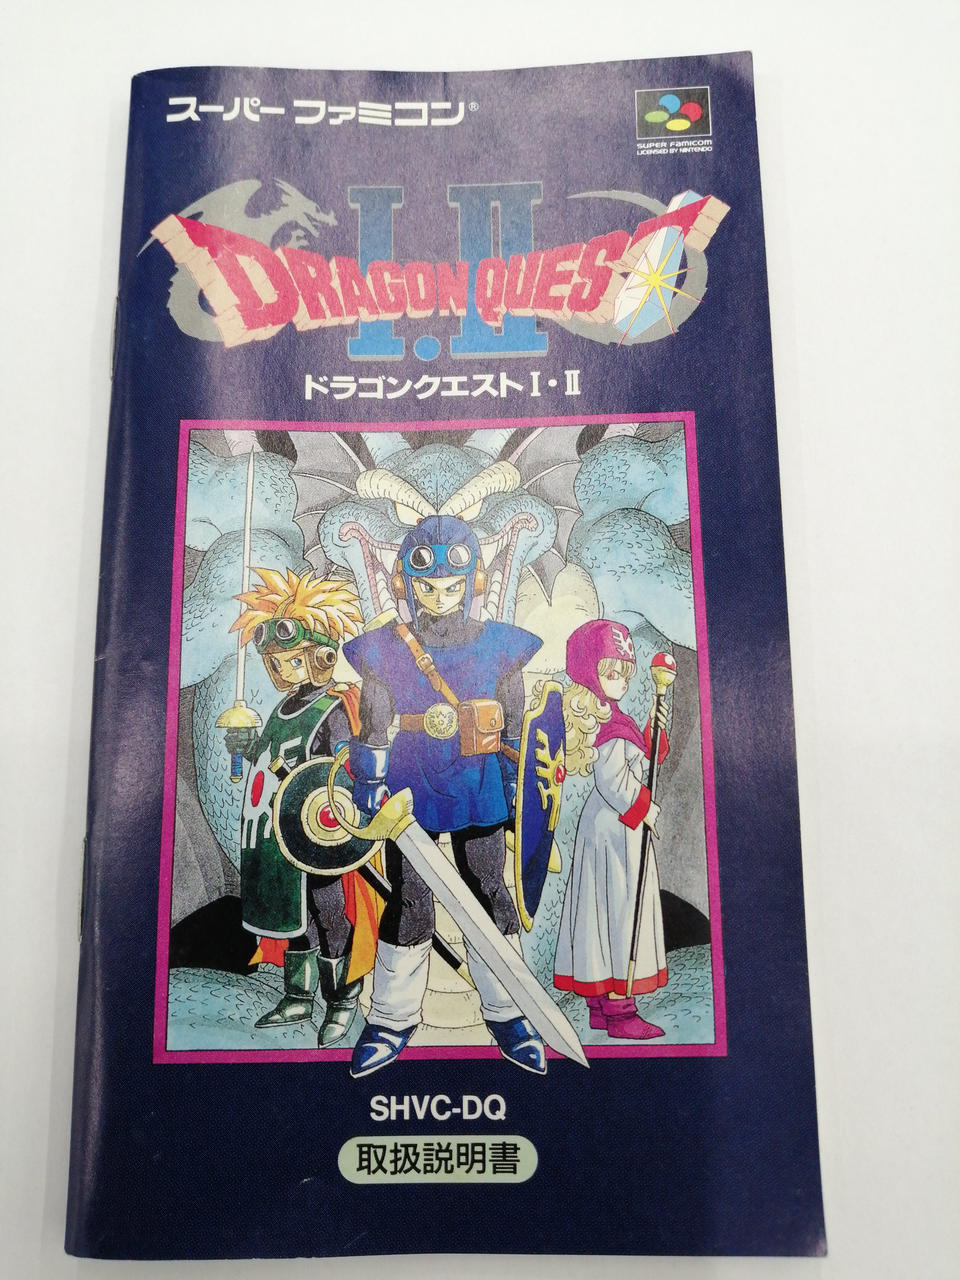 スーパーファミコン®
SUPER FAMICOM
LICENSED BY NINTENDO
I・II
DRAGON QUEST
ドラゴンクエストⅠ・Ⅱ
SHVC-DQ
取扱説明書